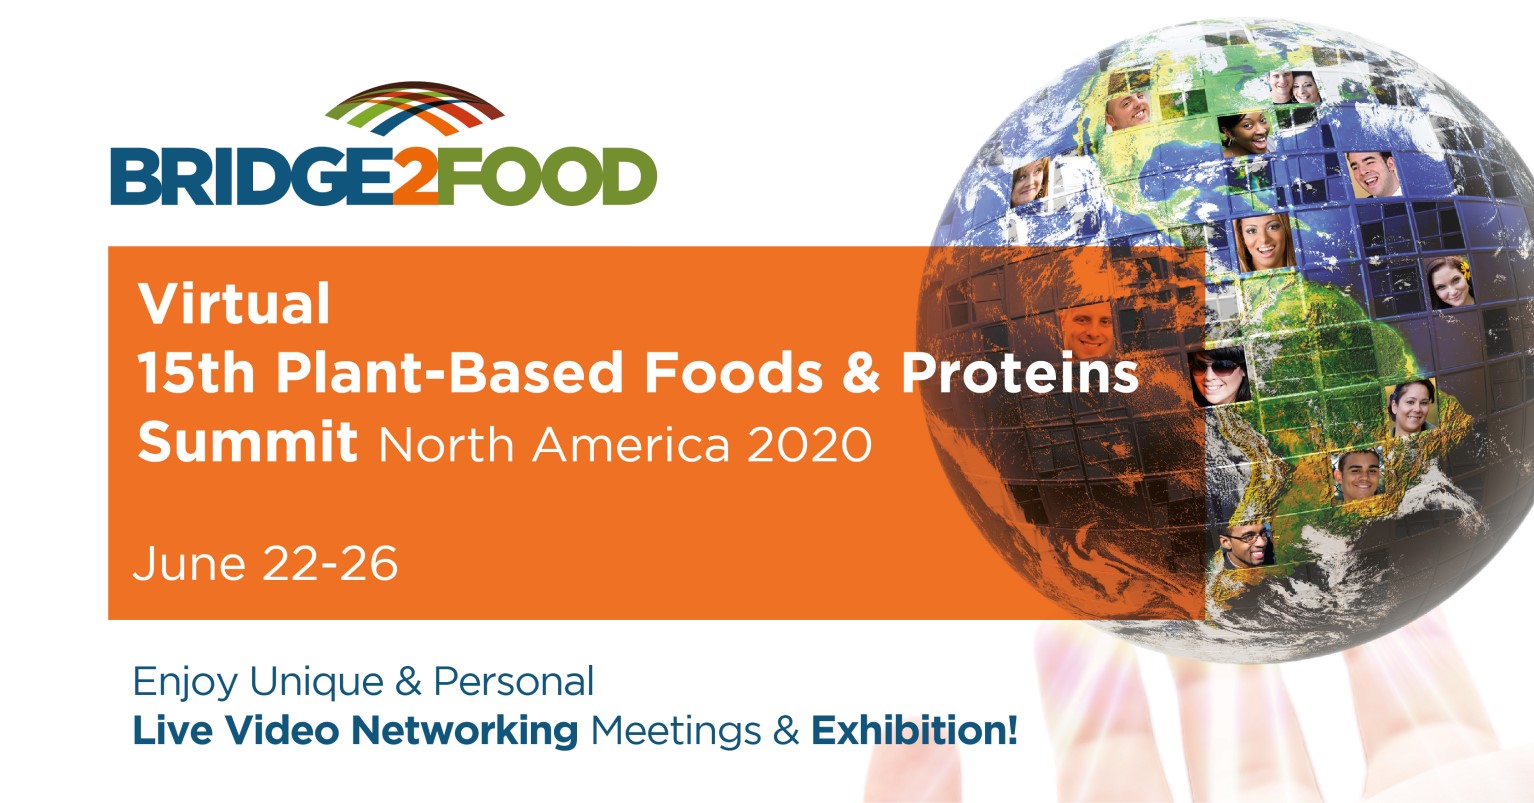 BRIDGE2FOOD
Virtual
15th Plant-Based Foods & Proteins
Summit North America 2020
June 22-26
Enjoy Unique & Personal
Live Video Networking Meetings & Exhibition!